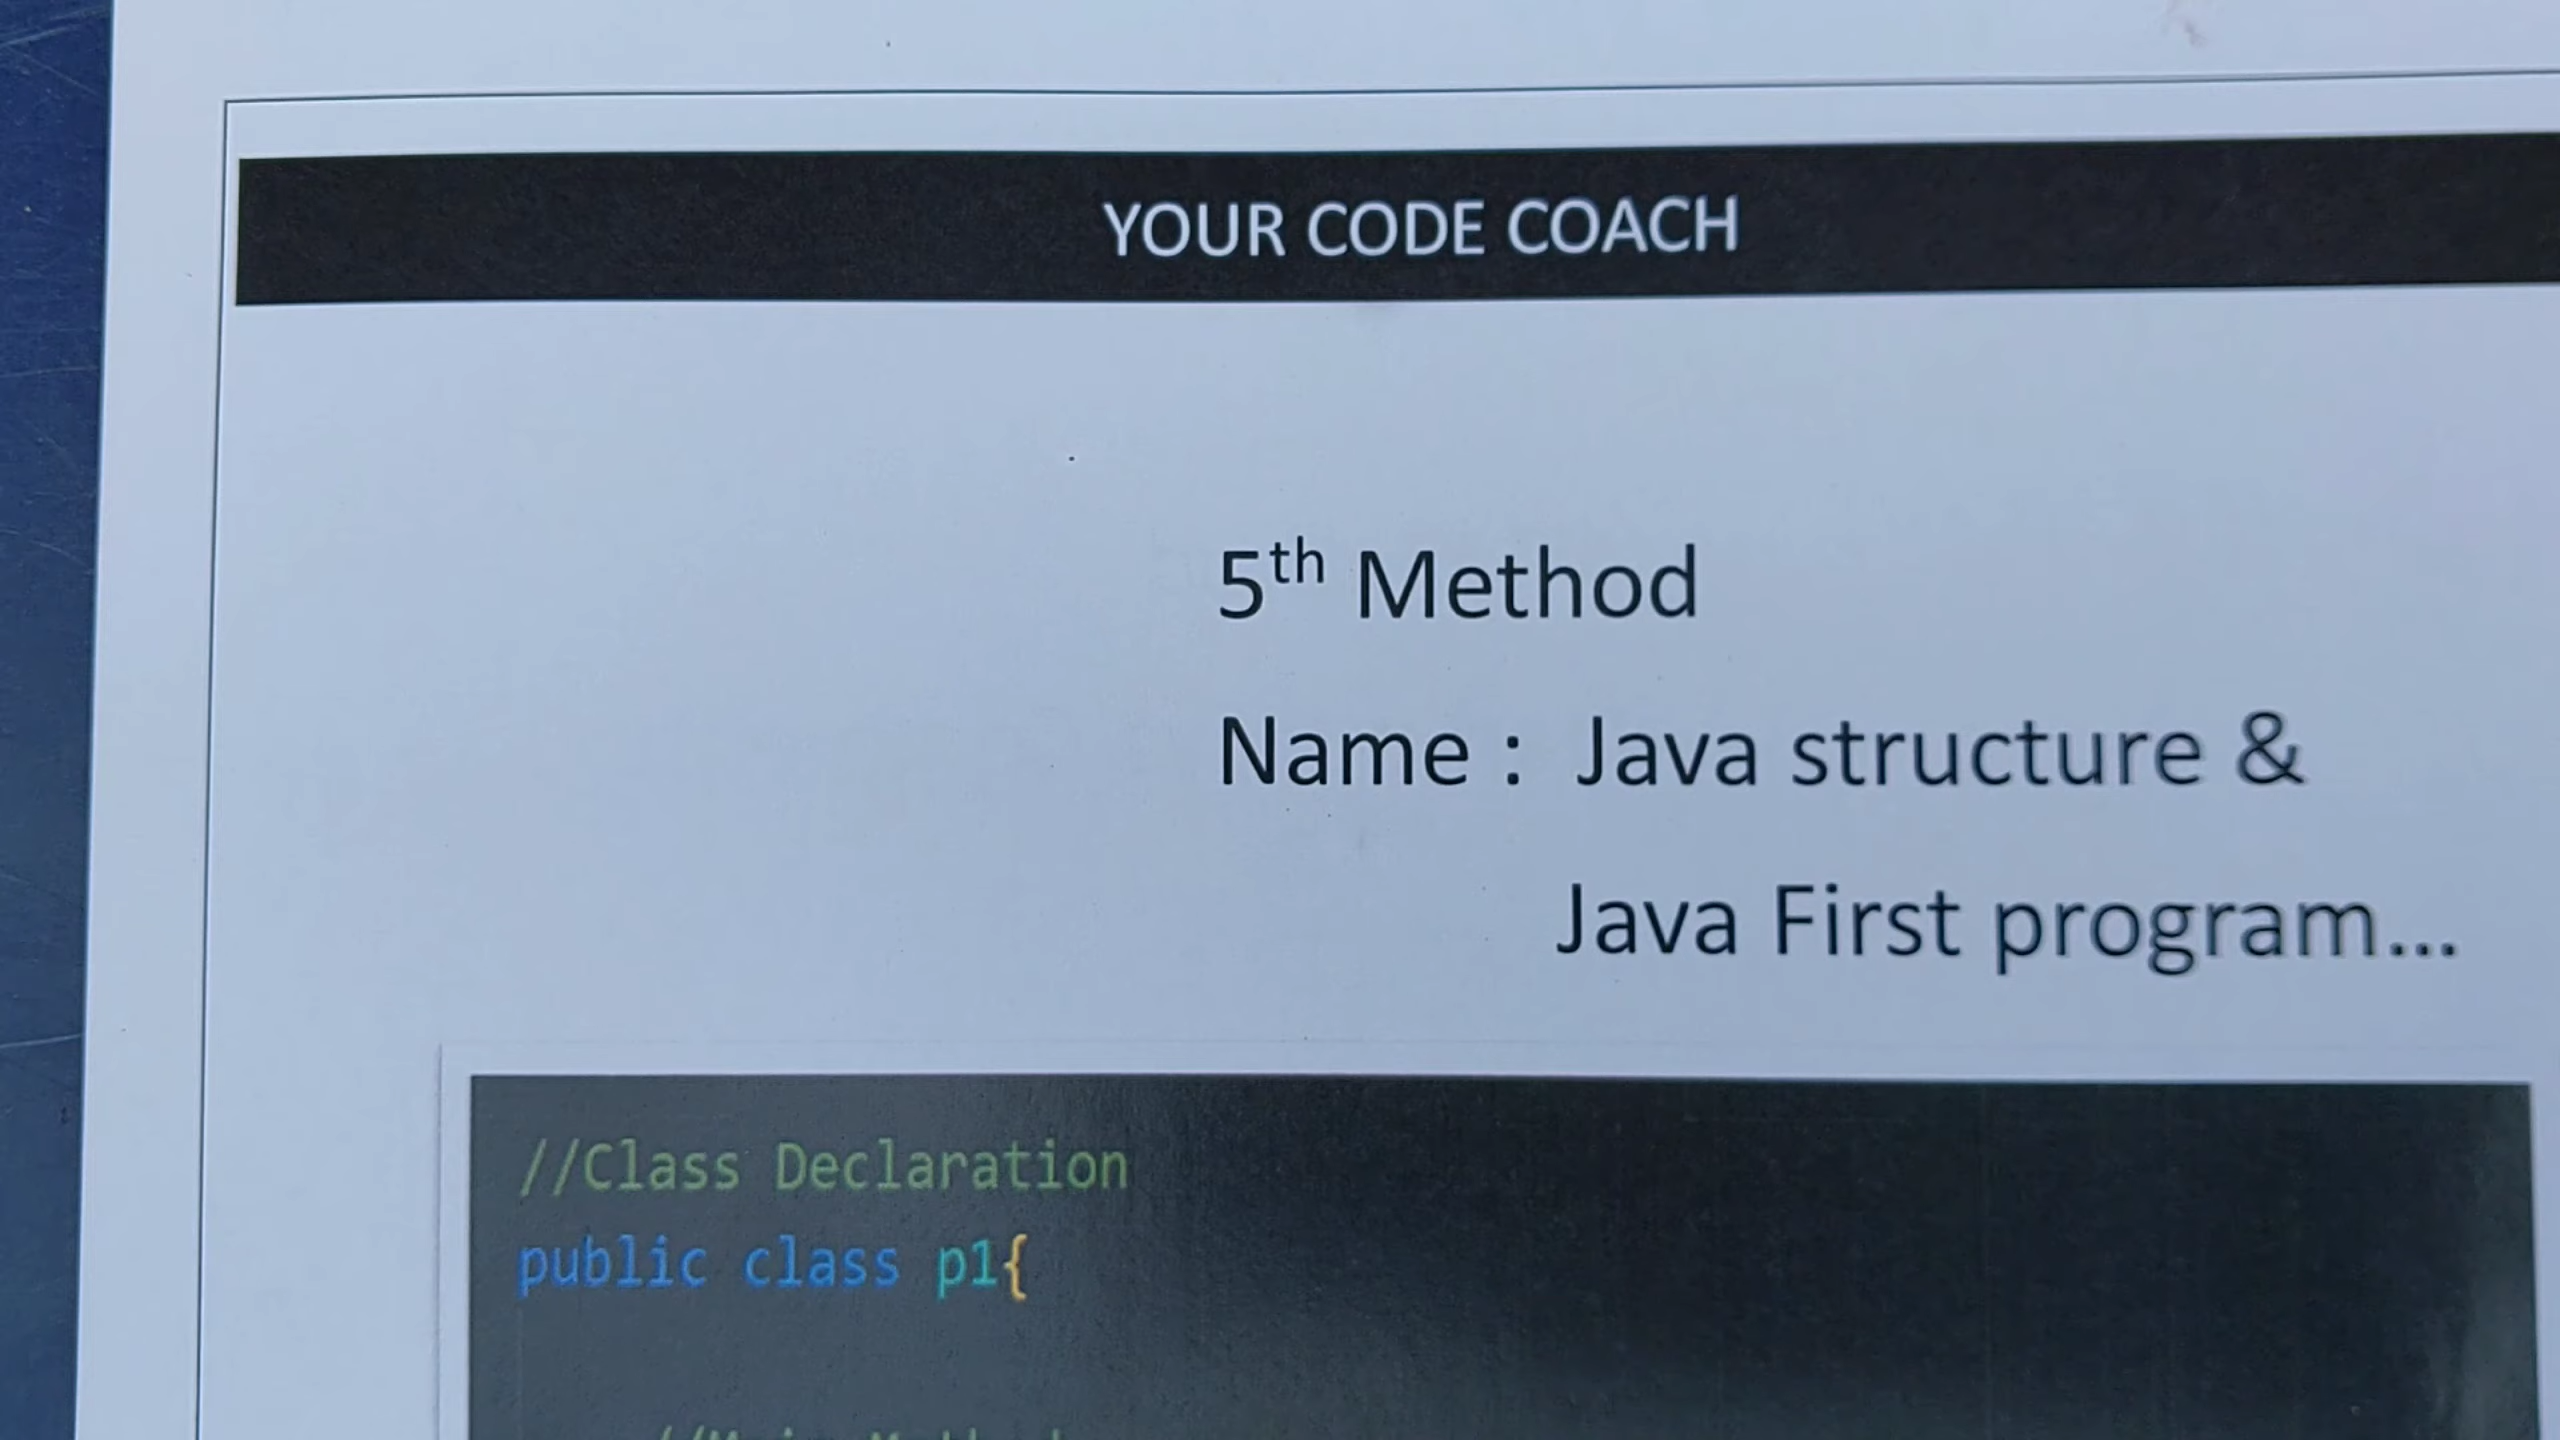 YOUR CODE COACH
5th Method
Name : Java structure &
Java First program...
//Class Declaration
public class p1{